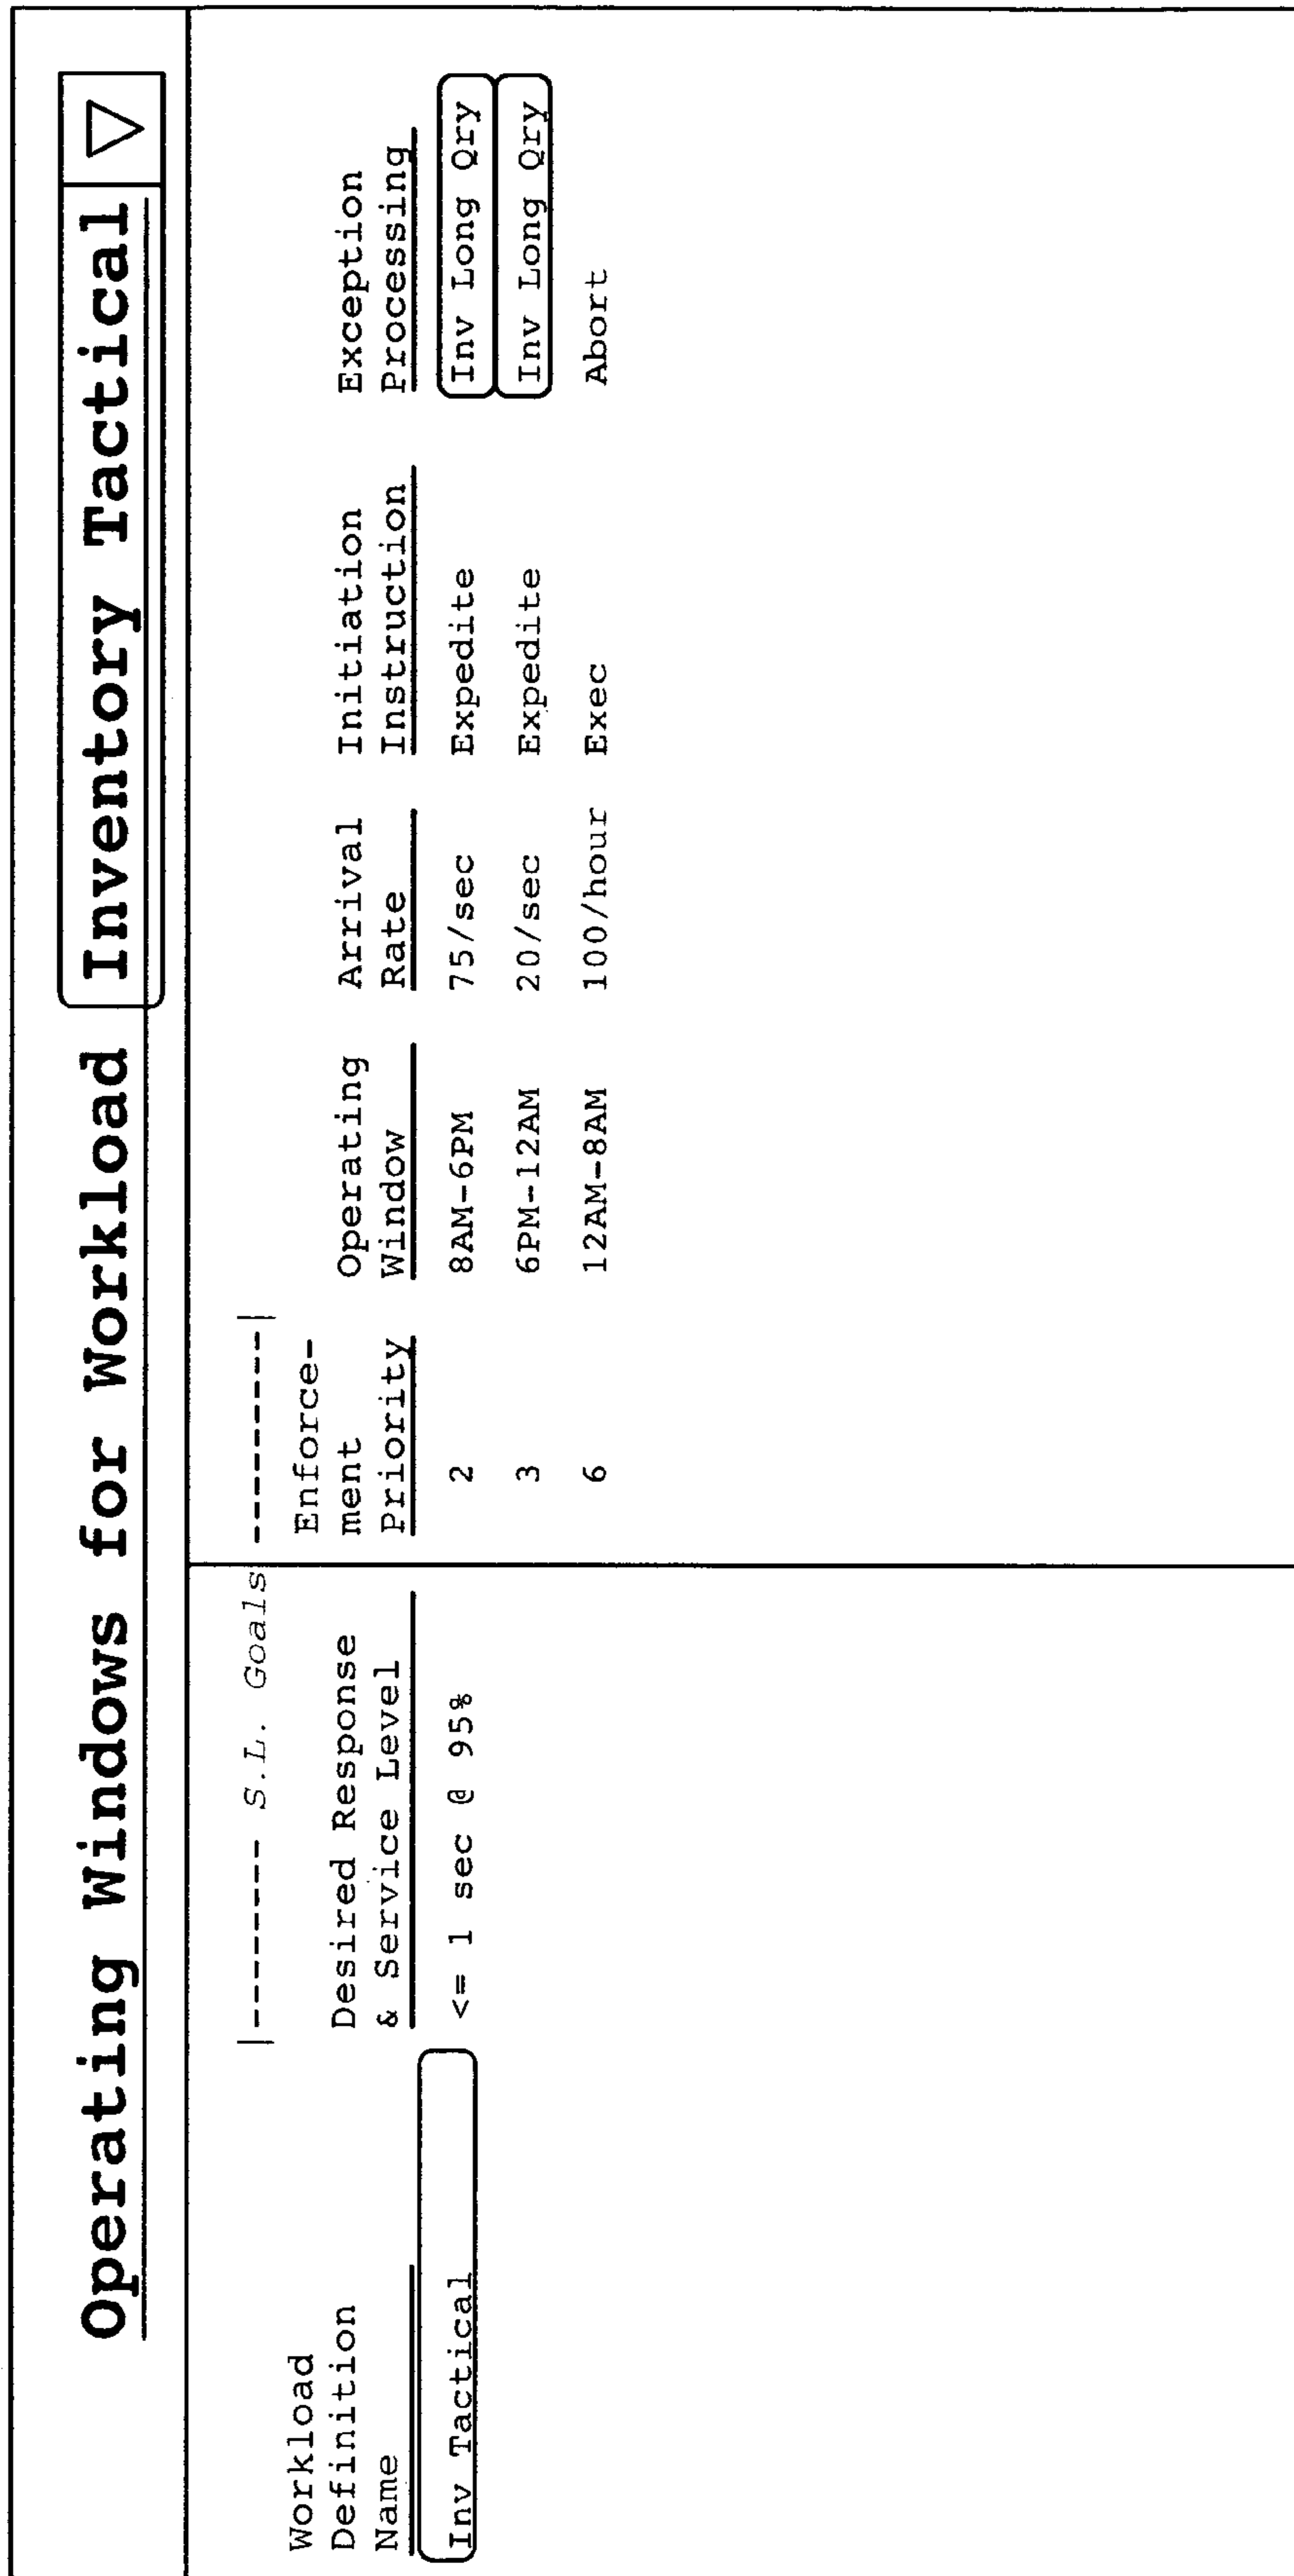 Operating Windows for Workload Inventory Tactical
|-------- S.L. Goals ---------|
Workload Enforce-
Definition Desired Response ment Operating Arrival Initiation Exception
Name & Service Level Priority Window Rate Instruction Processing
Inv Tactical <= 1 sec @ 95% 2 8AM-6PM 75/sec Expedite Inv Long Qry
3 6PM-12AM 20/sec Expedite Inv Long Qry
6 12AM-8AM 100/hour Exec Abort